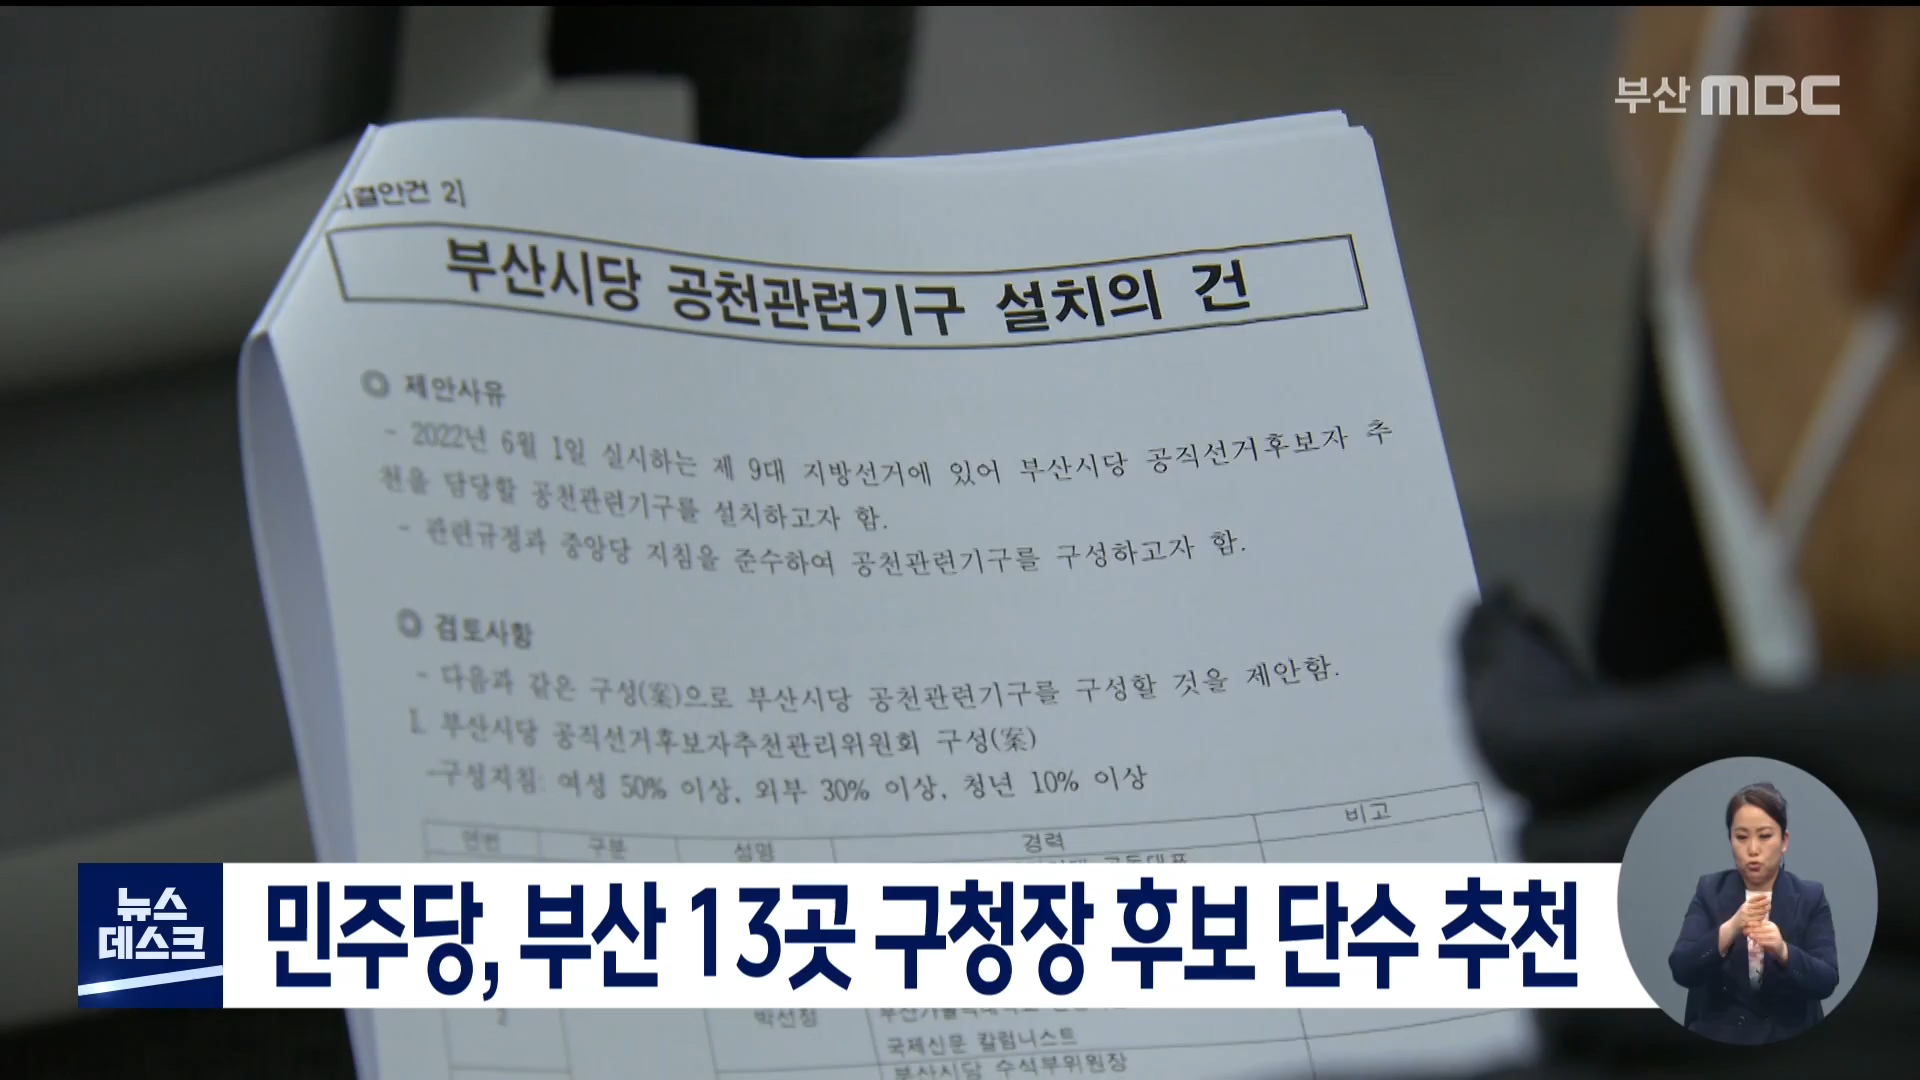 부산 MBC
결안건 2]
부산시당 공천관련기구 설치의 건
◎ 제안사유
- 2022년 6월 1일 실시하는 제 9대 지방선거에 있어 부산시당 공직선거후보자 추
천을 담당할 공천관련기구를 설치하고자 함.
- 관련규정과 중앙당 지침을 준수하여 공천관련기구를 구성하고자 함.
◎ 검토사항
- 다음과 같은 구성(案)으로 부산시당 공천관련기구를 구성할 것을 제안함.
1. 부산시당 공직선거후보자추천관리위원회 구성(案)
-구성지침: 여성 50% 이상, 외부 30% 이상, 청년 10% 이상
연번 구분 성명 경력 비고
공동대표
뉴스
데스크
민주당, 부산 13곳 구청장 후보 단수 추천
2 박선정
국제신문 칼럼니스트
부산시당 수석부위원장